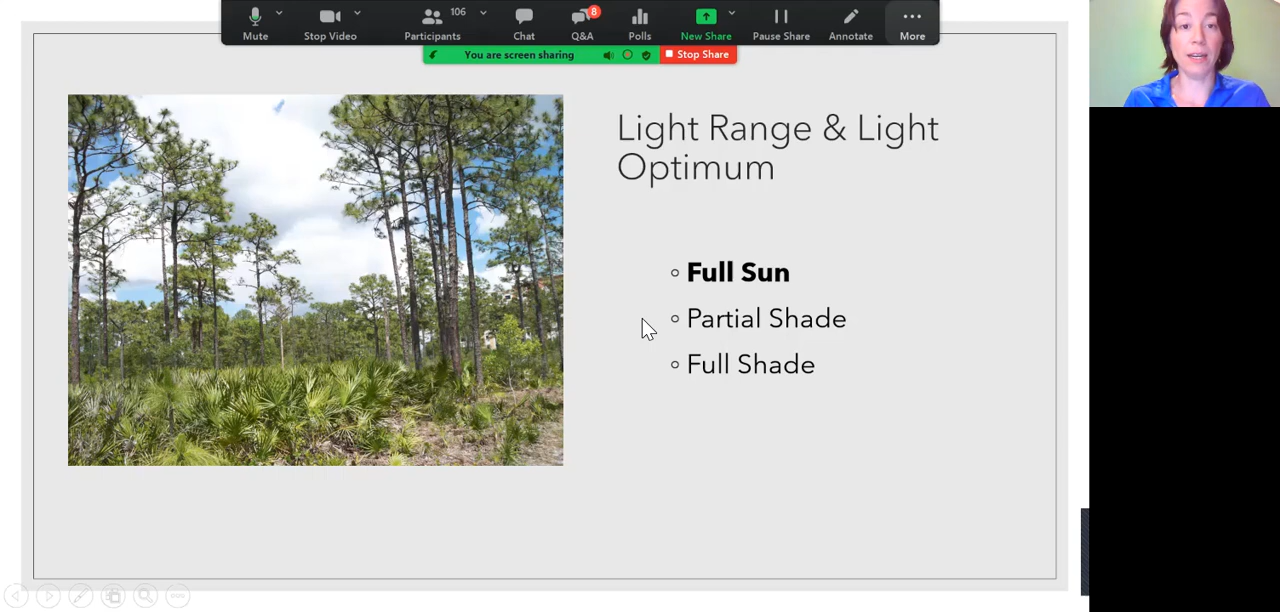 Mute
Stop Video
Participants
106
Chat
Q&A
8
Polls
New Share
Pause Share
Annotate
More
You are screen sharing
Stop Share
Light Range & Light
Optimum
Full Sun
Partial Shade
Full Shade